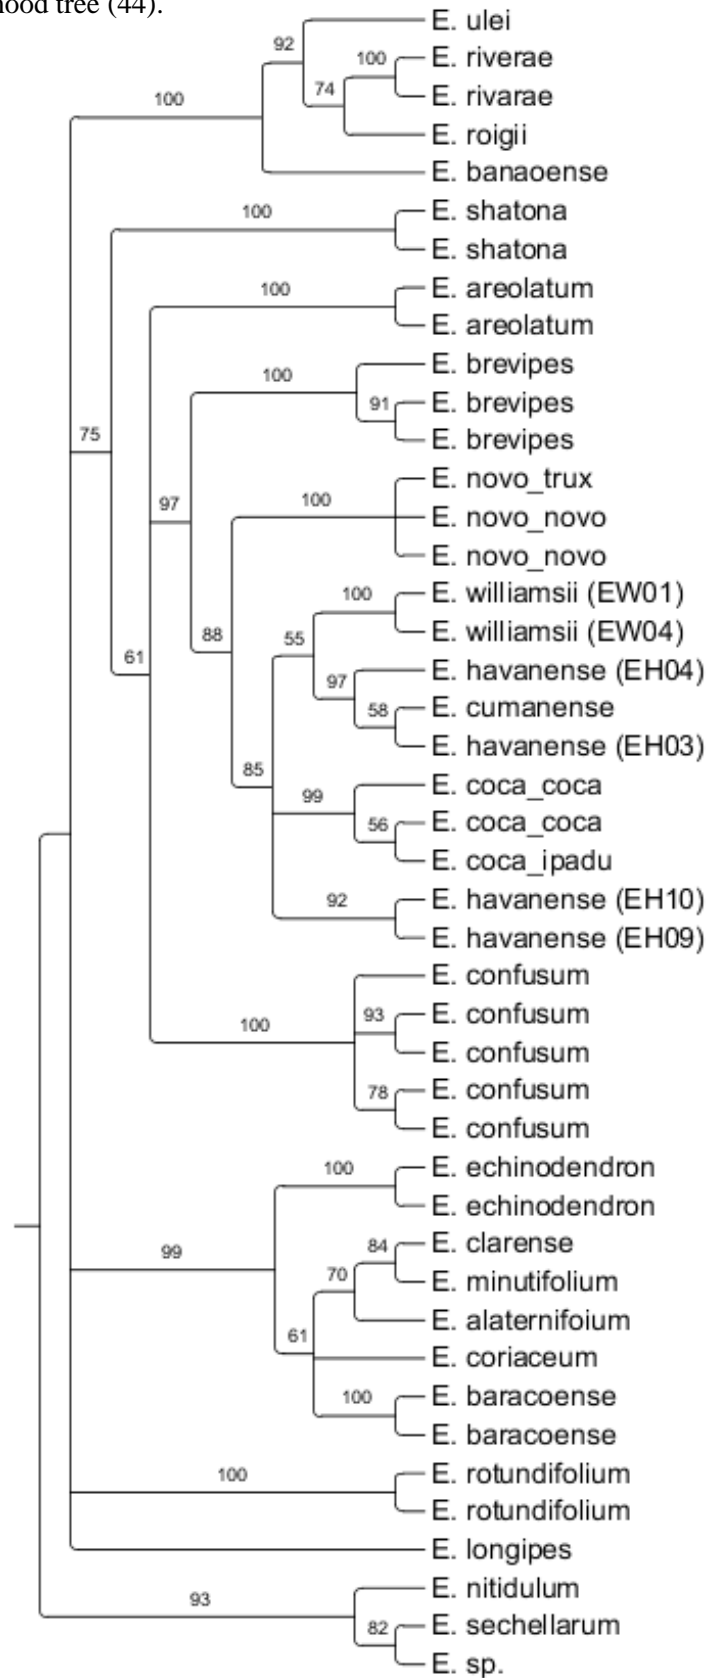 ood tree (44).
E. ulei
92
E. riverae
100
74
E. rivarae
100
E. roigii
E. banaoense
E. shatona
100
E. shatona
E. areolatum
100
E. areolatum
E. brevipes
100
E. brevipes
91
75
E. brevipes
E. novo_trux
97
100
E. novo_novo
E. novo_novo
E. williamsii (EW01)
100
E. williamsii (EW04)
88
55
61
E. havanense (EH04)
97
E. cumanense
58
E. havanense (EH03)
85
E. coca_coca
99
E. coca_coca
56
E. coca_ipadu
E. havanense (EH10)
92
E. havanense (EH09)
E. confusum
E. confusum
93
100
E. confusum
E. confusum
78
E. confusum
E. echinodendron
100
E. echinodendron
E. clarense
84
99
E. minutifolium
70
E. alaternifoium
61
E. coriaceum
E. baracoense
100
E. baracoense
E. rotundifolium
100
E. rotundifolium
E. longipes
E. nitidulum
93
E. sechellarum
82
E. sp.